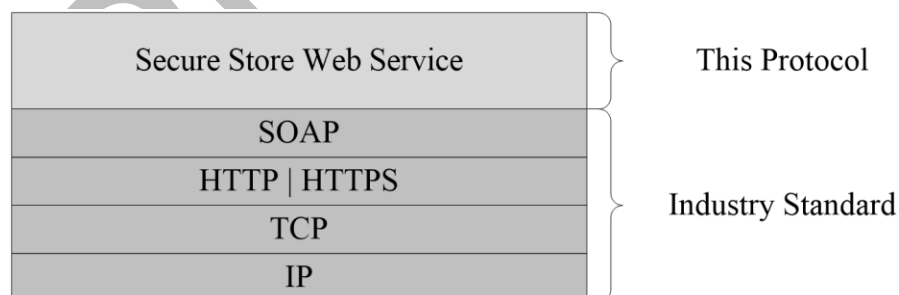 Secure Store Web Service
This Protocol
SOAP
HTTP | HTTPS
TCP
IP
Industry Standard